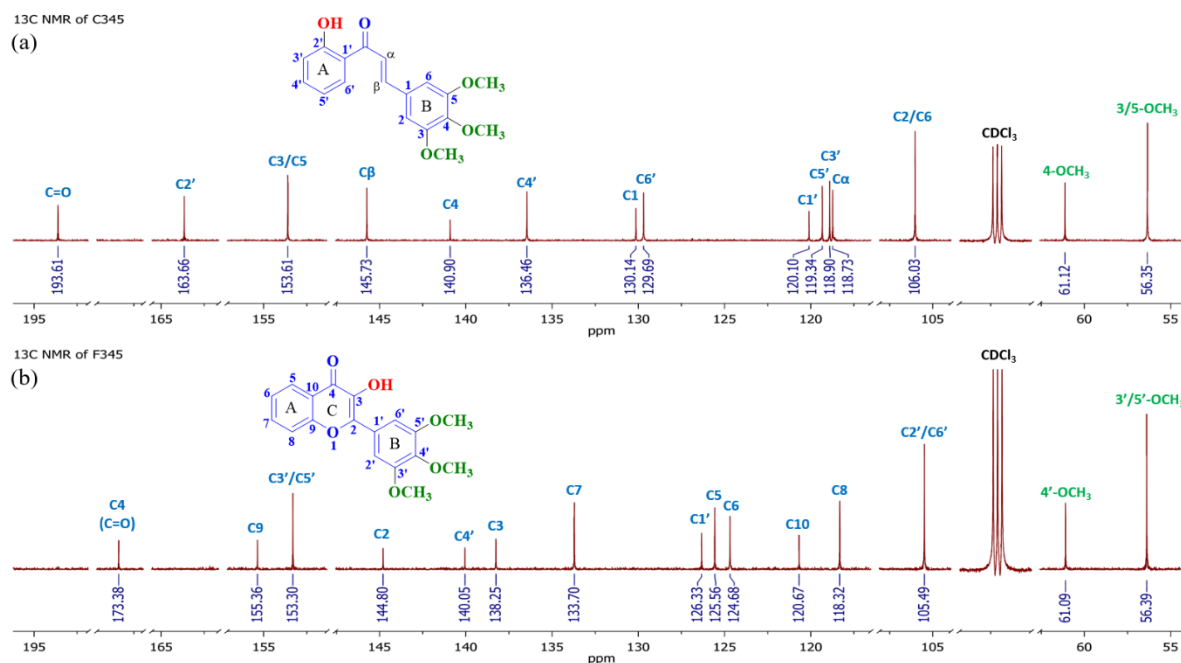 13C NMR of C345
(a)
OH
O
2'
1'
α
3'
A
4'
6'
5'
β
1
6
B
2
5
4
3
OCH3
OCH3
OCH3
C=O
C2’
C3/C5
Cβ
C4
C4’
C1
C6’
C1’
C5’
C3’
Cα
C2/C6
CDCl3
4-OCH3
3/5-OCH3
193.61
163.66
153.61
145.73
140.90
136.46
130.14
129.69
120.10
119.34
118.90
118.73
106.03
61.12
56.35
195 165 155 145 140 135 130 125 120 105 60 55
ppm
13C NMR of F345
(b)
O
OH
5
10
4
3
6
A
C
7
8
9
O
1
2
1'
6'
B
2'
5'
4'
3'
OCH3
OCH3
OCH3
C4
(C=O)
C9
C3’/C5’
C2
C4’
C3
C7
C1’
C5
C6
C10
C8
C2’/C6’
CDCl3
4’-OCH3
3’/5’-OCH3
173.38
155.36
153.30
144.80
140.05
138.25
133.70
126.33
125.56
124.68
120.67
118.32
105.49
61.09
56.39
195 165 155 145 140 135 130 125 120 105 60 55
ppm